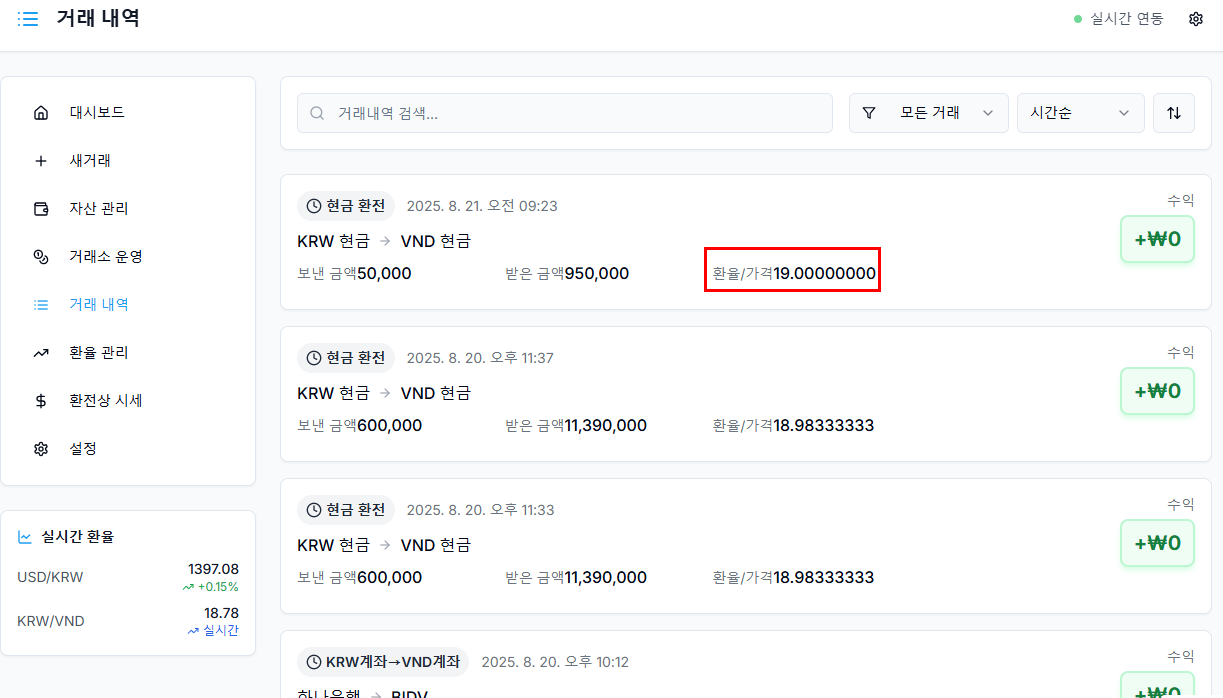 거래 내역
실시간 연동
대시보드
새거래
자산 관리
거래소 운영
거래 내역
환율 관리
환전상 시세
설정
실시간 환율
USD/KRW 1397.08
+0.15%
KRW/VND 18.78
실시간
거래내역 검색...
모든 거래
시간순
현금 환전 2025. 8. 21. 오전 09:23
수익
KRW 현금 → VND 현금
+₩0
보낸 금액50,000 받은 금액950,000 환율/가격19.00000000
현금 환전 2025. 8. 20. 오후 11:37
수익
KRW 현금 → VND 현금
+₩0
보낸 금액600,000 받은 금액11,390,000 환율/가격18.98333333
현금 환전 2025. 8. 20. 오후 11:33
수익
KRW 현금 → VND 현금
+₩0
보낸 금액600,000 받은 금액11,390,000 환율/가격18.98333333
KRW계좌→VND계좌 2025. 8. 20. 오후 10:12
수익
하나은행 → BIDV
+₩0